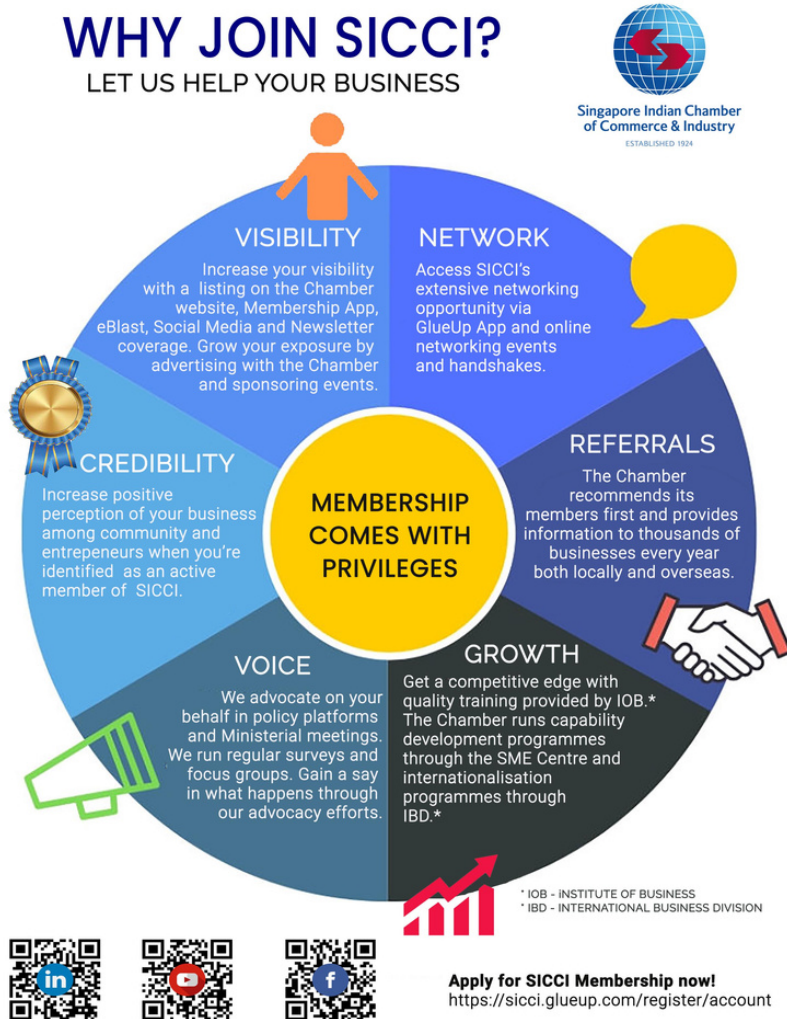 WHY JOIN SICCI?
LET US HELP YOUR BUSINESS
Singapore Indian Chamber
of Commerce & Industry
ESTABLISHED 1924
VISIBILITY
Increase your visibility
with a listing on the Chamber
website, Membership App,
eBlast, Social Media and Newsletter
coverage. Grow your exposure by
advertising with the Chamber
and sponsoring events.
NETWORK
Access SICCI's
extensive networking
opportunity via
GlueUp App and online
networking events
and handshakes.
CREDIBILITY
Increase positive
perception of your business
among community and
entrepeneurs when you're
identified as an active
member of SICCI.
MEMBERSHIP
COMES WITH
PRIVILEGES
REFERRALS
The Chamber
recommends its
members first and provides
information to thousands of
businesses every year
both locally and overseas.
VOICE
We advocate on your
behalf in policy platforms
and Ministerial meetings.
We run regular surveys and
focus groups. Gain a say
in what happens through
our advocacy efforts.
GROWTH
Get a competitive edge with
quality training provided by IOB.*
The Chamber runs capability
development programmes
through the SME Centre and
internationalisation
programmes through
IBD.*
* IOB - iNSTITUTE OF BUSINESS
* IBD - INTERNATIONAL BUSINESS DIVISION
in
f
Apply for SICCI Membership now!
https://sicci.glueup.com/register/account